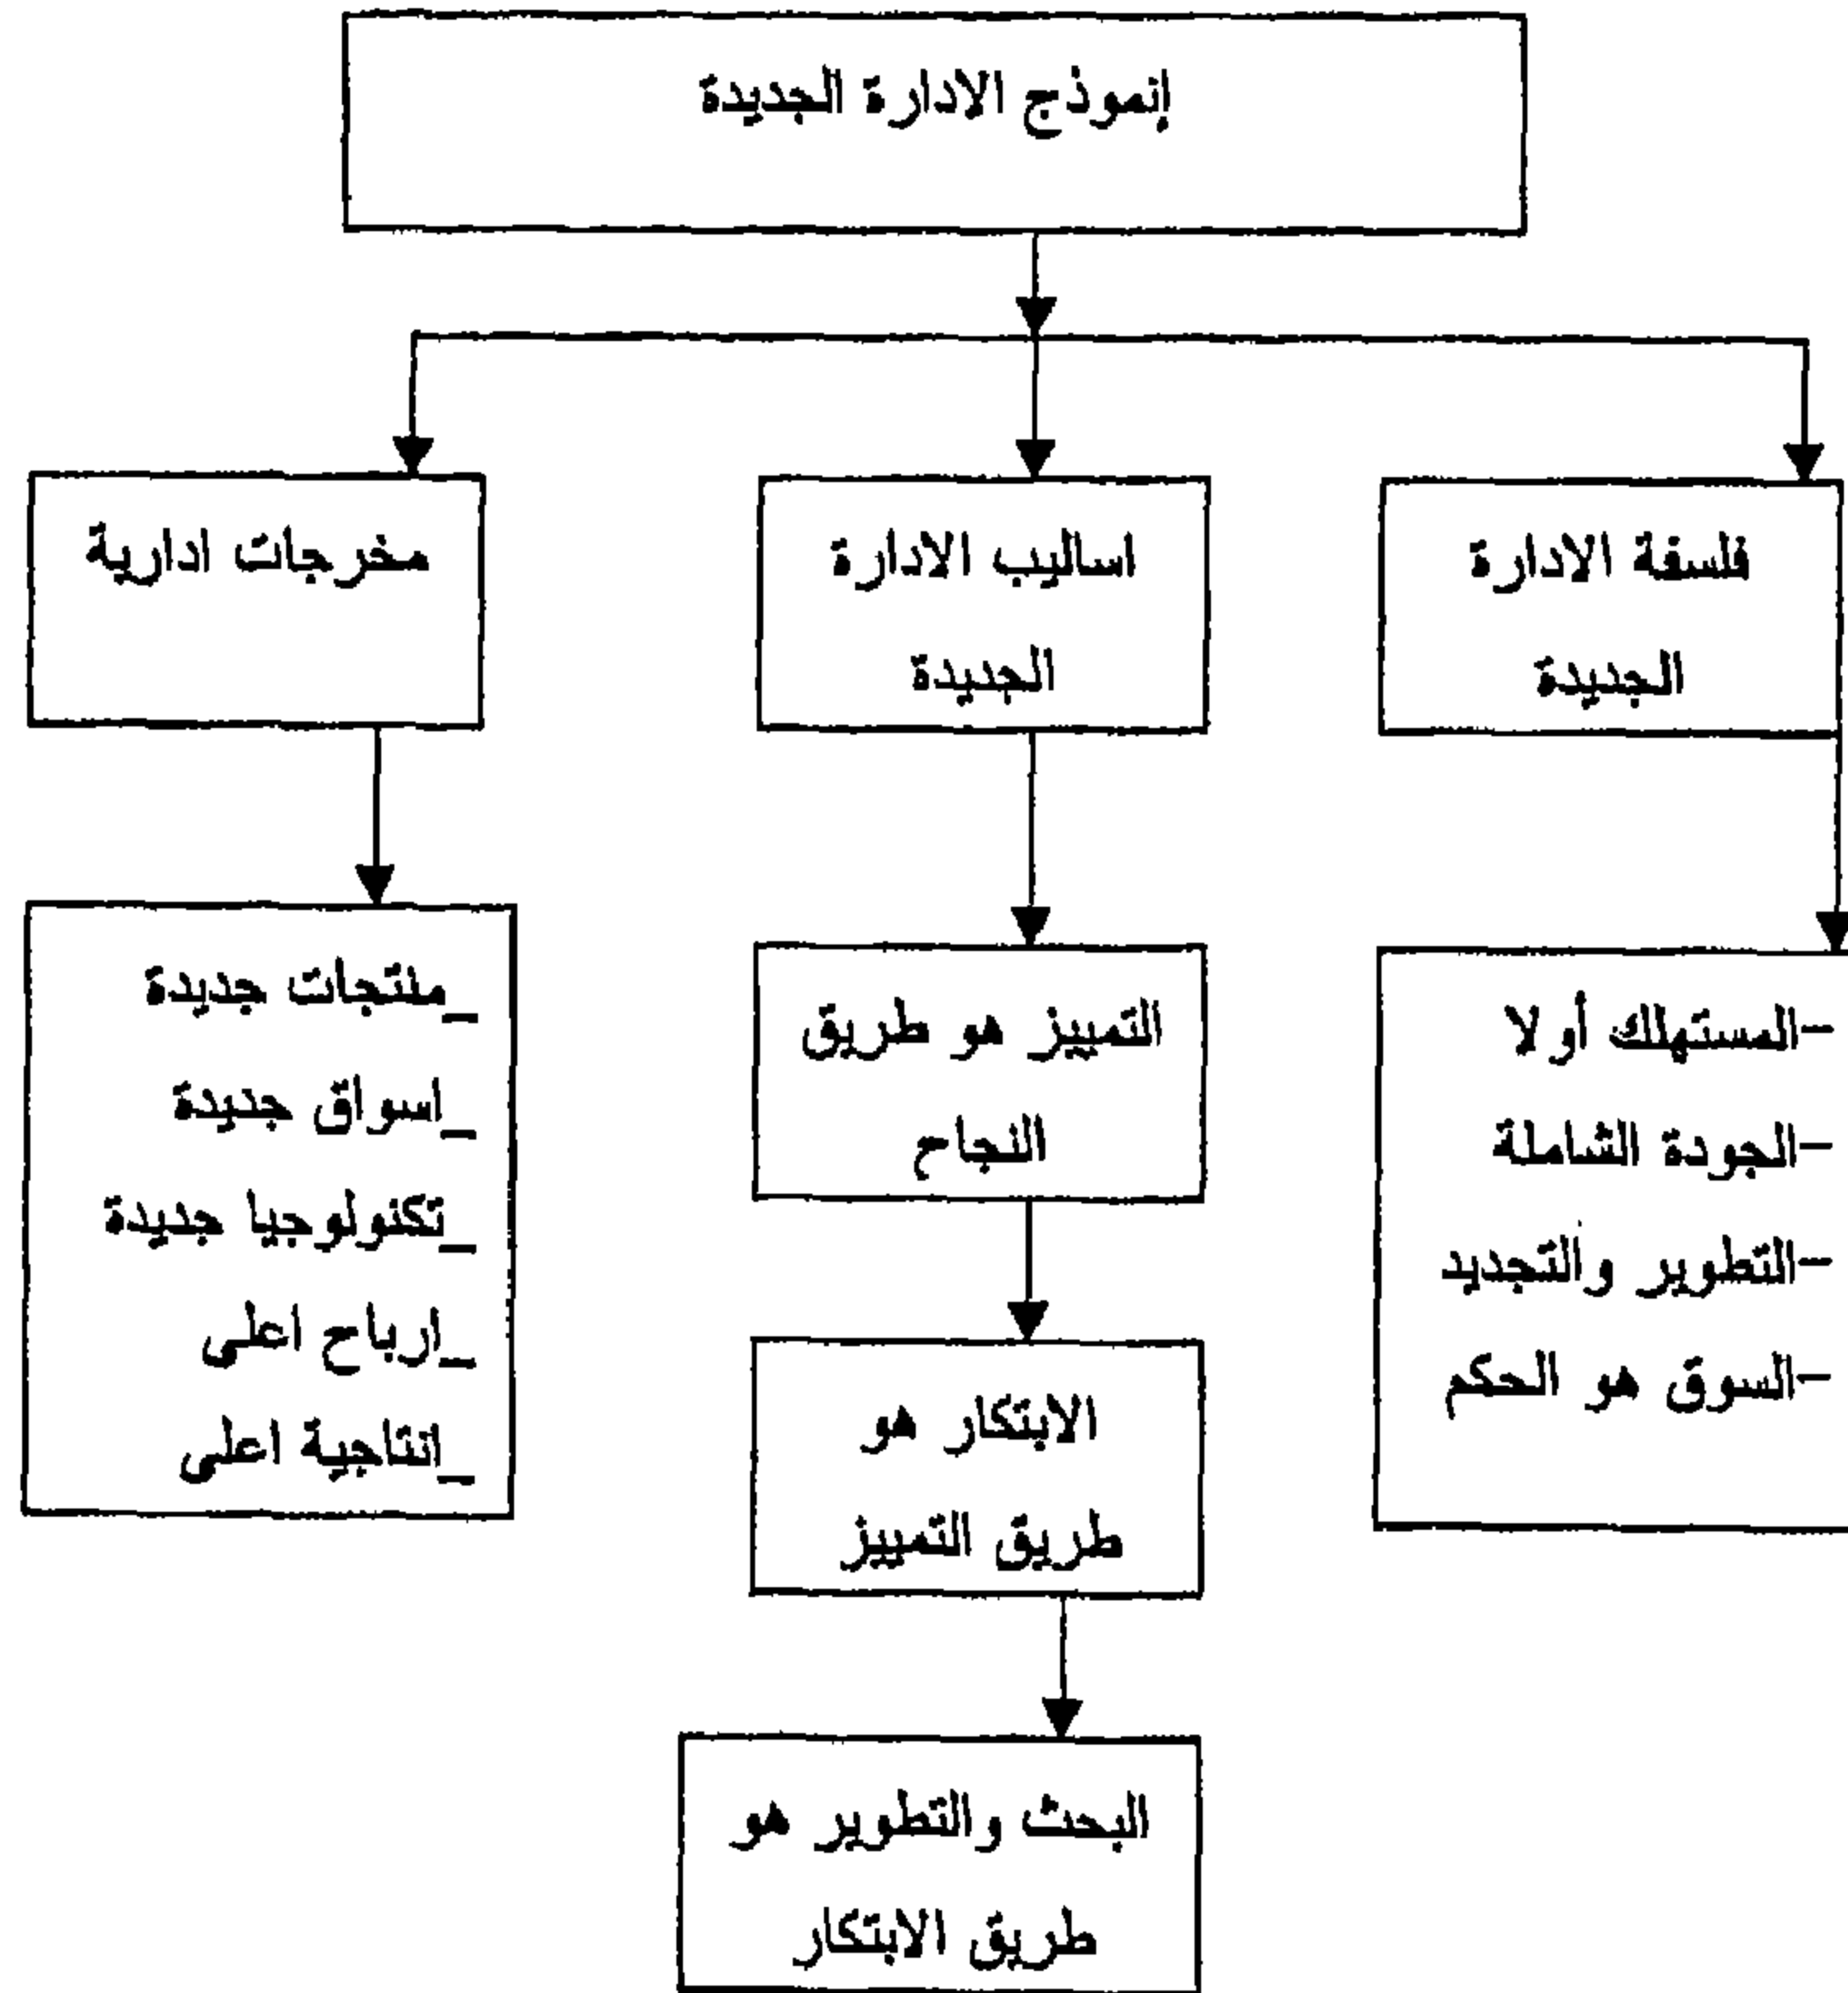 إنموذج الادارة الجديدة
فلسفة الادارة
الجديدة
اساليب الادارة
الجديدة
مخرجات ادارية
-المستهلك أولا
-الجودة الشاملة
-التطوير والتجديد
-السوق هو الحكم
التمييز هو طريق
النجاح
الابتكار هو
طريق التمييز
البحث والتطوير هو
طريق الابتكار
_منتجات جديدة
_اسواق جديدة
_تكنولوجيا جديدة
_ارباح اعلى
_انتاجية اعلى